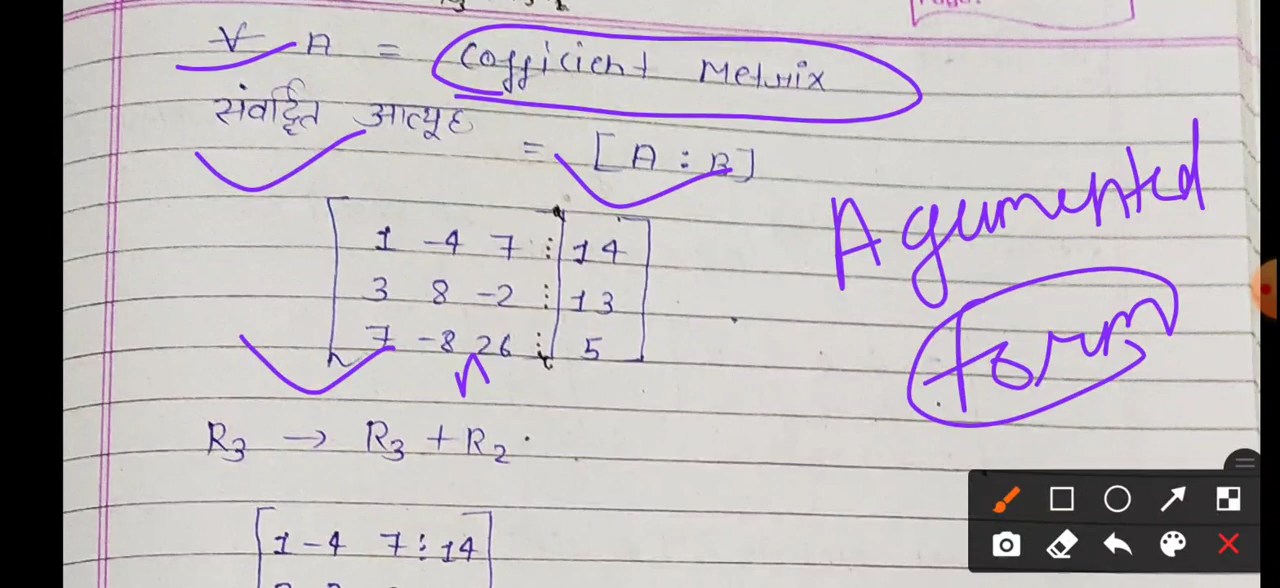 ∀ A = Cofficient Metrix
संवर्द्धित आव्यूह
= [A : B]
Agumented
form
1 -4 7 ⋮ 14
3 8 -2 ⋮ 13
7 -8 26 ⋮ 5
R₃ → R₃ + R₂
1 -4 7 ⋮ 14